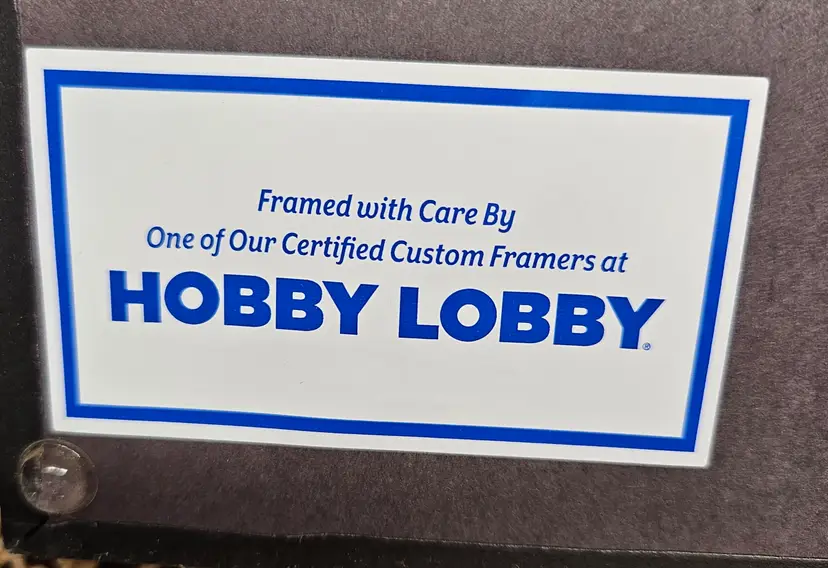 Framed with Care By
One of Our Certified Custom Framers at
HOBBY LOBBY®